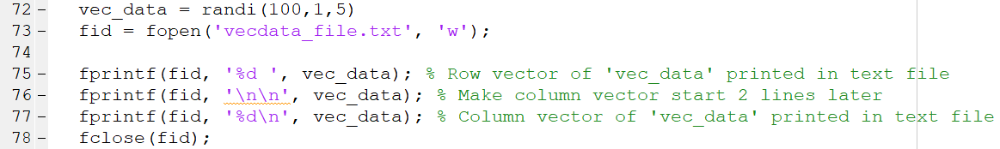 72 – vec_data = randi(100,1,5)
73 – fid = fopen('vecdata_file.txt', 'w');
74
75 – fprintf(fid, '%d ', vec_data); % Row vector of 'vec_data' printed in text file
76 – fprintf(fid, '\n\n', vec_data); % Make column vector start 2 lines later
77 – fprintf(fid, '%d\n', vec_data); % Column vector of 'vec_data' printed in text file
78 – fclose(fid);